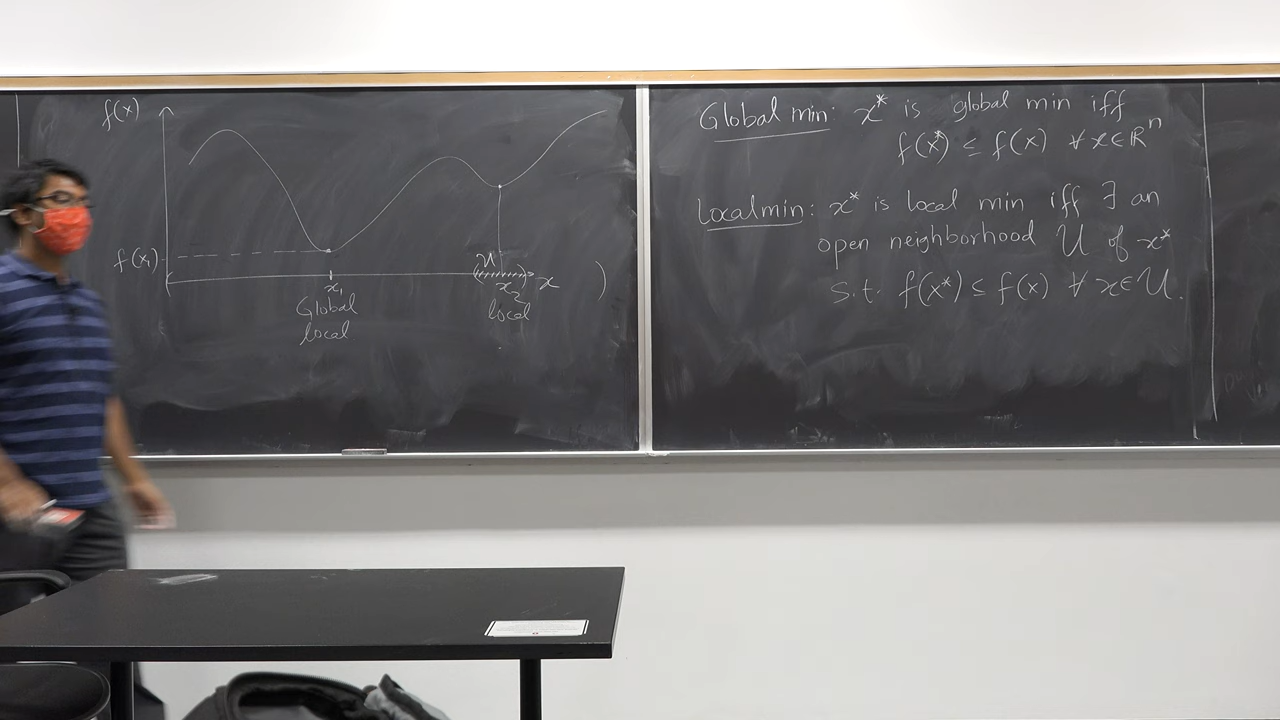 f(x)
f(x₁)
x₁
Global
local
U
x₂
x
local
)
Global min: x* is global min iff
f(x*) ≤ f(x) ∀ x ∈ ℝⁿ
Local min: x* is local min iff ∃ an
open neighborhood U of x*
s.t. f(x*) ≤ f(x) ∀ x ∈ U.